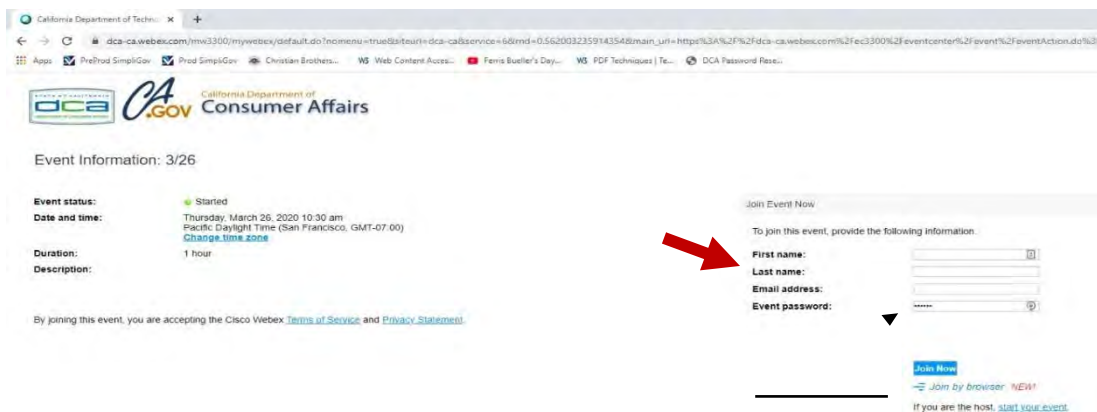 California Department of Techn
dca-ca.webex.com/mw3300/mywebex/default.do?nomenu=true&siteurl=dca-ca&service=6&rnd=0.5620032359143548main_url=https%3A%2F%2Fdca-ca.webex.com%2Fec3300%2Feventcenter%2Fevent%2FeventAction.do%3
Apps PreProd SimpliGov Prod SimpliGov Christian Brothers... WS Web Content Acces... Ferris Bueller's Day... WS PDF Techniques | Te... DCA Password Rese...
STATE OF CALIFORNIA
dca
CA.GOV
California Department of
Consumer Affairs
Event Information: 3/26
Event status: Started
Date and time: Thursday, March 26, 2020 10:30 am
Pacific Daylight Time (San Francisco, GMT-07:00)
Change time zone
Duration: 1 hour
Description:
By joining this event, you are accepting the Cisco Webex Terms of Service and Privacy Statement.
Join Event Now
To join this event, provide the following information.
First name:
Last name:
Email address:
Event password: ••••••
Join Now
Join by browser NEW!
If you are the host, start your event.